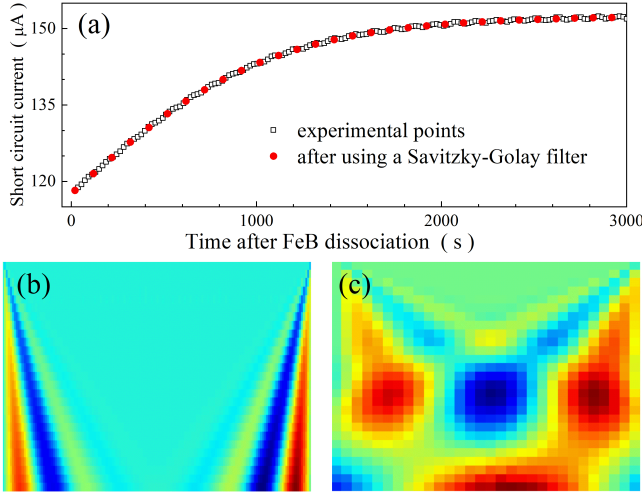 (a)
Short circuit current ( μA )
150
135
120
experimental points
after using a Savitzky-Golay filter
0 1000 2000 3000
Time after FeB dissociation ( s )
(b) (c)